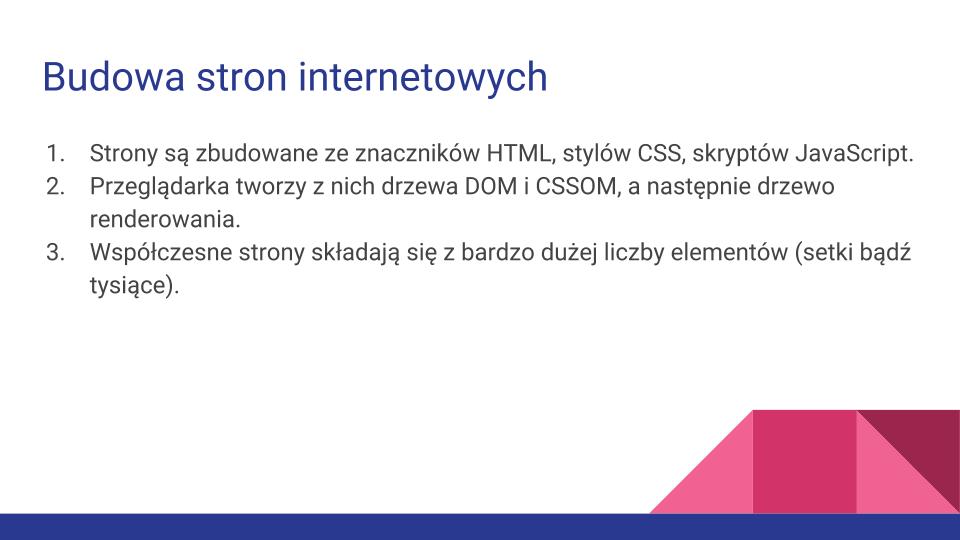 Budowa stron internetowych
1. Strony są zbudowane ze znaczników HTML, stylów CSS, skryptów JavaScript.
2. Przeglądarka tworzy z nich drzewa DOM i CSSOM, a następnie drzewo
renderowania.
3. Współczesne strony składają się z bardzo dużej liczby elementów (setki bądź
tysiące).